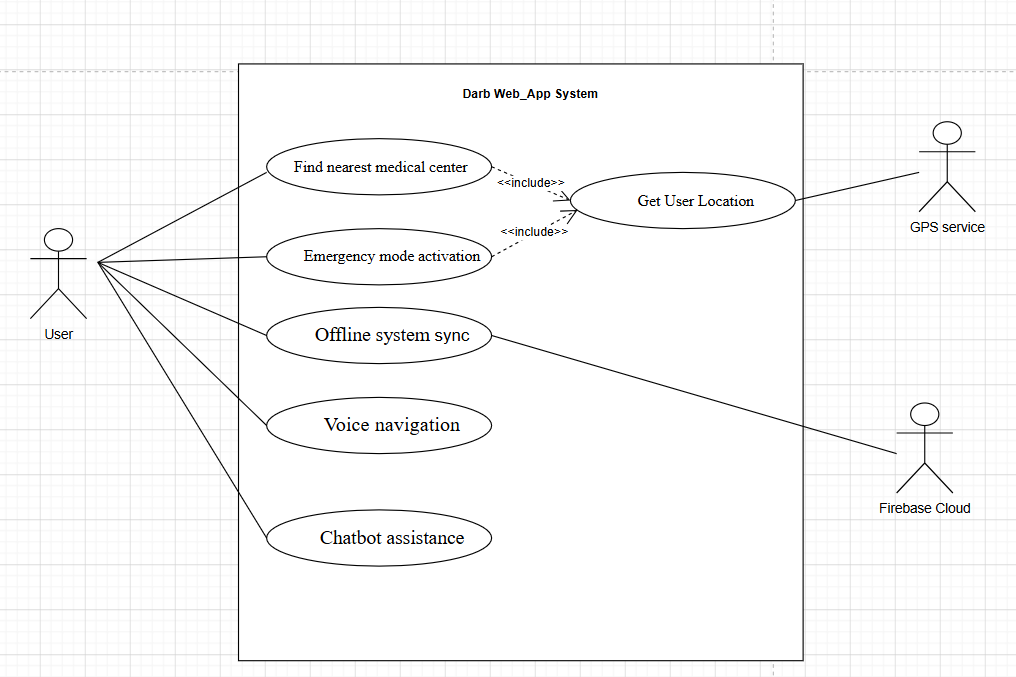 Darb Web_App System
Find nearest medical center
<<include>>
Get User Location
GPS service
<<include>>
Emergency mode activation
User
Offline system sync
Voice navigation
Firebase Cloud
Chatbot assistance